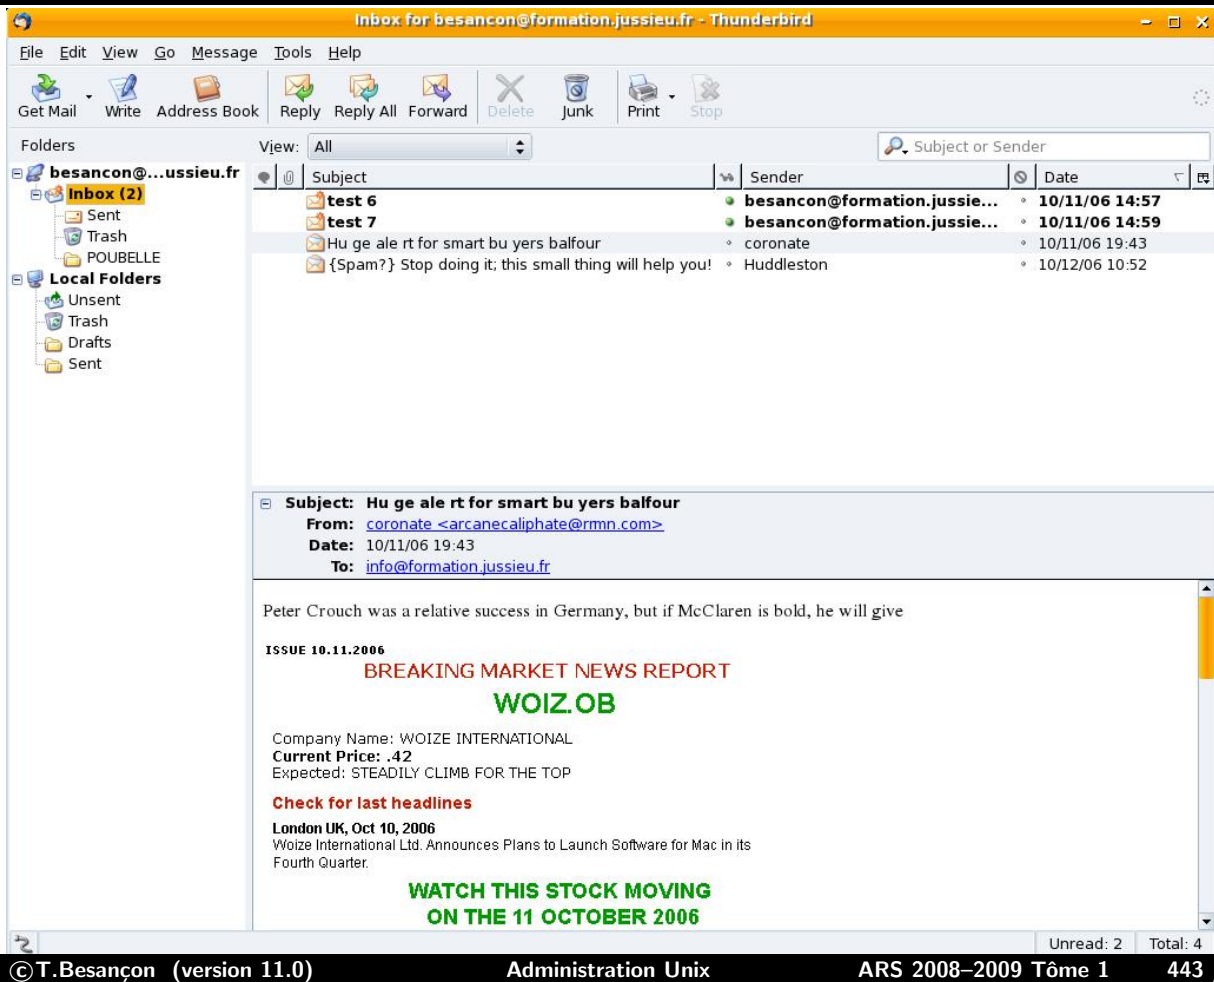 Inbox for besancon@formation.jussieu.fr - Thunderbird
File Edit View Go Message Tools Help
Get Mail Write Address Book Reply Reply All Forward Delete Junk Print Stop
Folders
View: All
Subject or Sender
besancon@...ussieu.fr
Inbox (2)
Sent
Trash
POUBELLE
Local Folders
Unsent
Trash
Drafts
Sent
Subject Sender Date
test 6 besancon@formation.jussie... 10/11/06 14:57
test 7 besancon@formation.jussie... 10/11/06 14:59
Hu ge ale rt for smart bu yers balfour coronate 10/11/06 19:43
{Spam?} Stop doing it; this small thing will help you! Huddleston 10/12/06 10:52
Subject: Hu ge ale rt for smart bu yers balfour
From: coronate <arcanecaliphate@rmn.com>
Date: 10/11/06 19:43
To: info@formation.jussieu.fr
Peter Crouch was a relative success in Germany, but if McClaren is bold, he will give
ISSUE 10.11.2006
BREAKING MARKET NEWS REPORT
WOIZ.OB
Company Name: WOIZE INTERNATIONAL
Current Price: .42
Expected: STEADILY CLIMB FOR THE TOP
Check for last headlines
London UK, Oct 10, 2006
Woize International Ltd. Announces Plans to Launch Software for Mac in its
Fourth Quarter.
WATCH THIS STOCK MOVING
ON THE 11 OCTOBER 2006
Unread: 2 Total: 4
©T.Besançon (version 11.0) Administration Unix ARS 2008–2009 Tôme 1 443